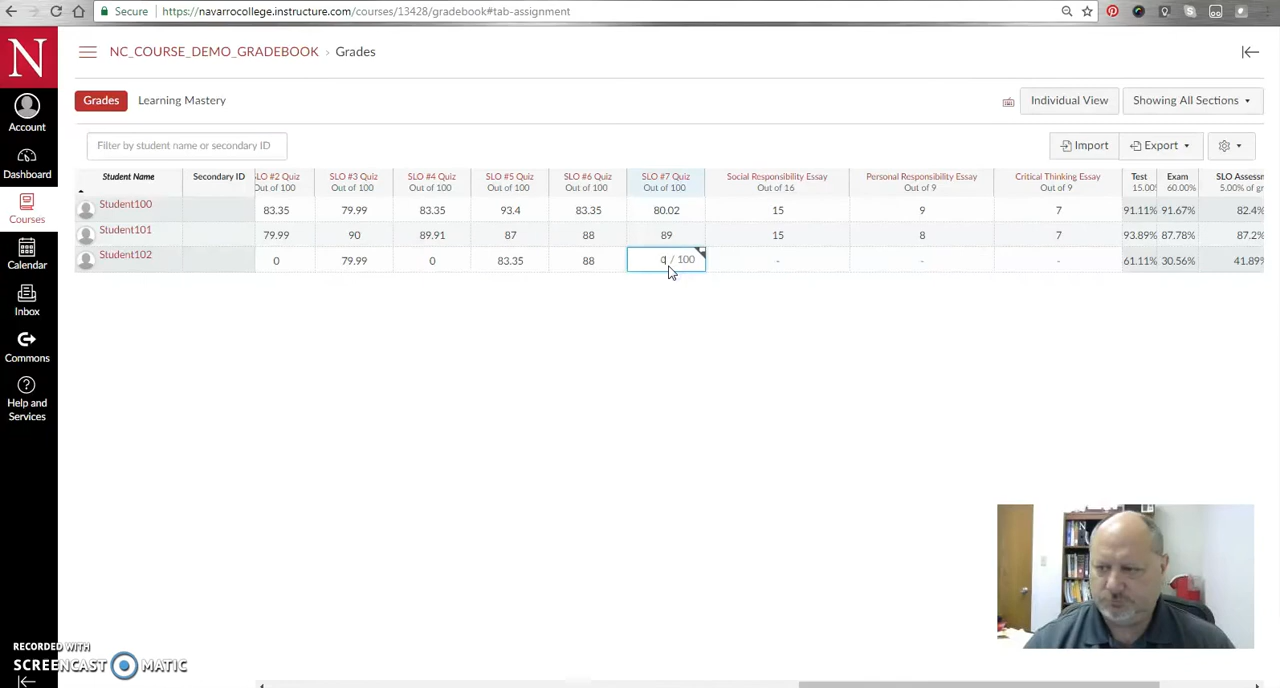 Secure
https://navarrocollege.instructure.com/courses/13428/gradebook#tab-assignment
N
NC_COURSE_DEMO_GRADEBOOK › Grades
Account
Dashboard
Courses
Calendar
Inbox
Commons
Help and
Services
Grades
Learning Mastery
Individual View
Showing All Sections
Filter by student name or secondary ID
Import
Export
Student Name Secondary ID SLO #2 Quiz SLO #3 Quiz SLO #4 Quiz SLO #5 Quiz SLO #6 Quiz SLO #7 Quiz Social Responsibility Essay Personal Responsibility Essay Critical Thinking Essay Test Exam SLO Assessm
Out of 100 Out of 100 Out of 100 Out of 100 Out of 100 Out of 100 Out of 16 Out of 9 Out of 9 15.00% 60.00% 5.00% of gr
Student100 83.35 79.99 83.35 93.4 83.35 80.02 15 9 7 91.11% 91.67% 82.4%
Student101 79.99 90 89.91 87 88 89 15 8 7 93.89% 87.78% 87.2%
Student102 0 79.99 0 83.35 88 0 / 100 - - - 61.11% 30.56% 41.89%
RECORDED WITH
SCREENCAST MATIC